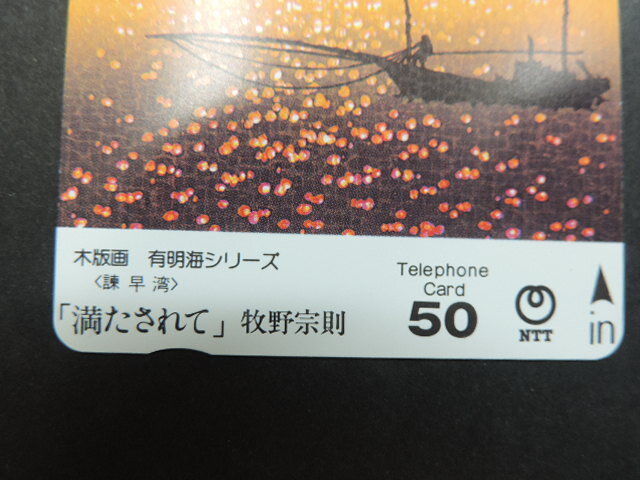 木版画 有明海シリーズ
〈諫早湾〉
「満たされて」牧野宗則
Telephone
Card
50
NTT
in